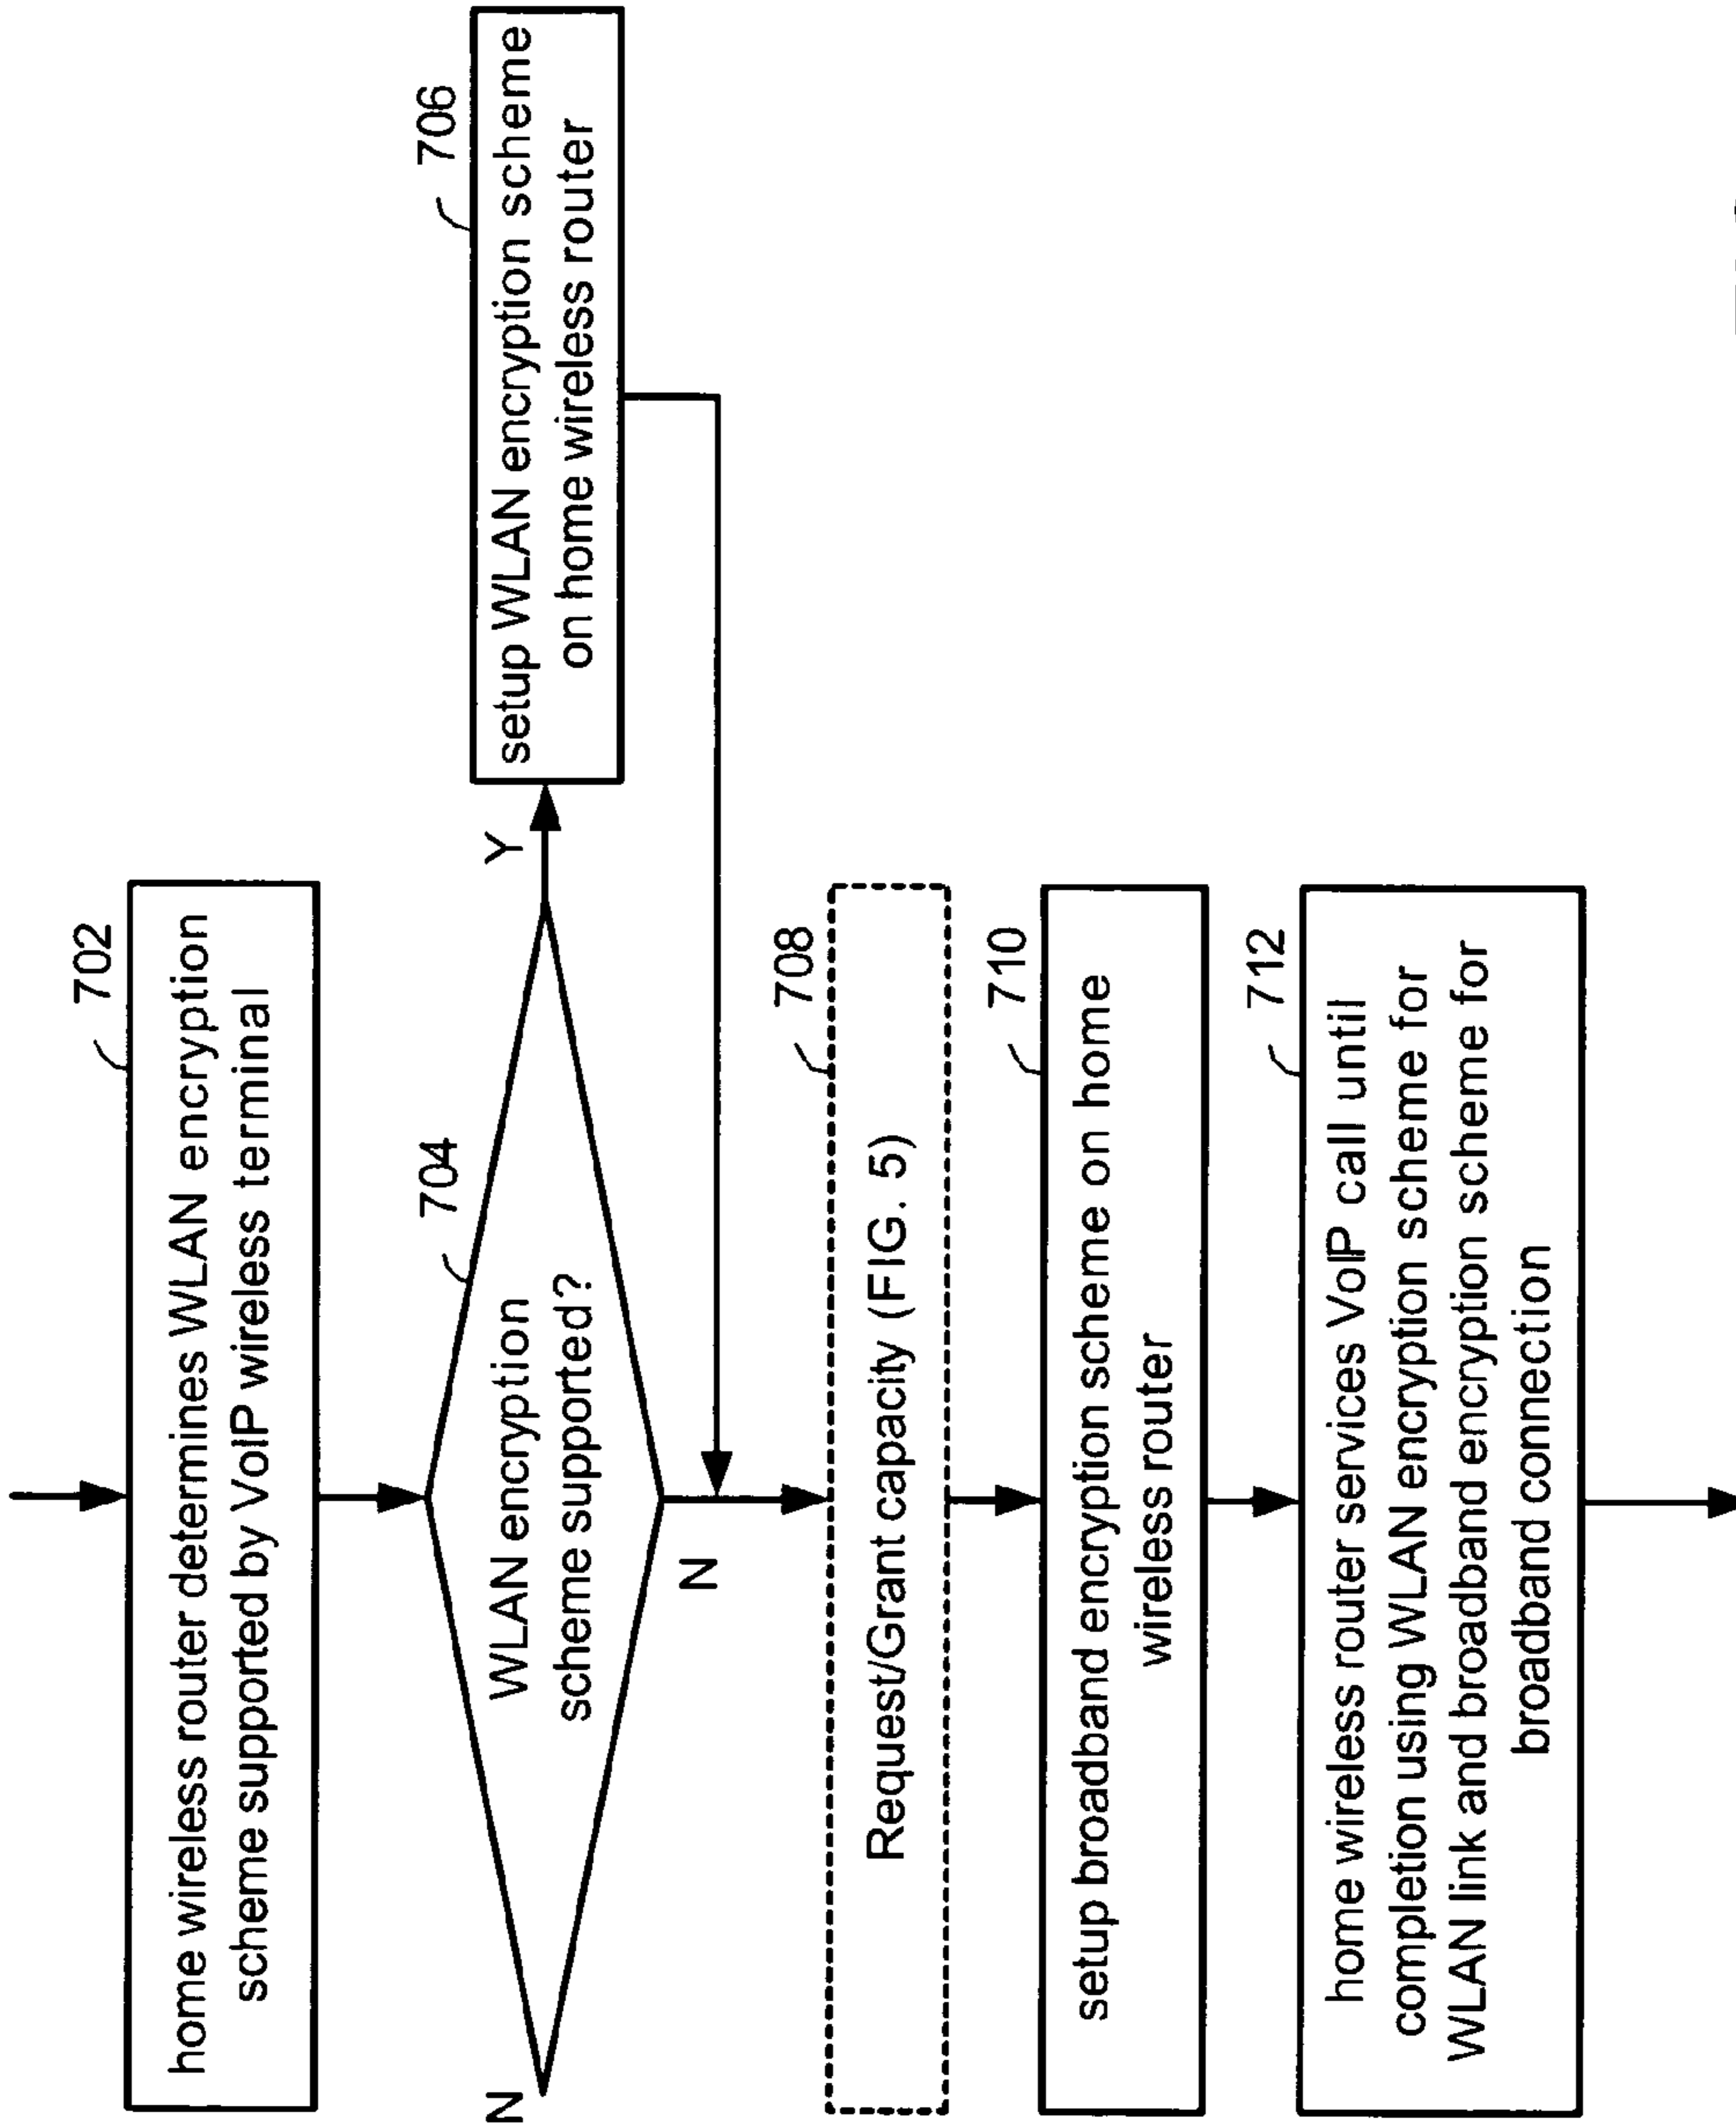 702
home wireless router determines WLAN encryption
scheme supported by VoIP wireless terminal
704
N
WLAN encryption
scheme supported?
Y
706
setup WLAN encryption scheme
on home wireless router
N
708
Request/Grant capacity (FIG. 5)
710
setup broadband encryption scheme on home
wireless router
712
home wireless router services VoIP call until
completion using WLAN encryption scheme for
WLAN link and broadband encryption scheme for
broadband connection